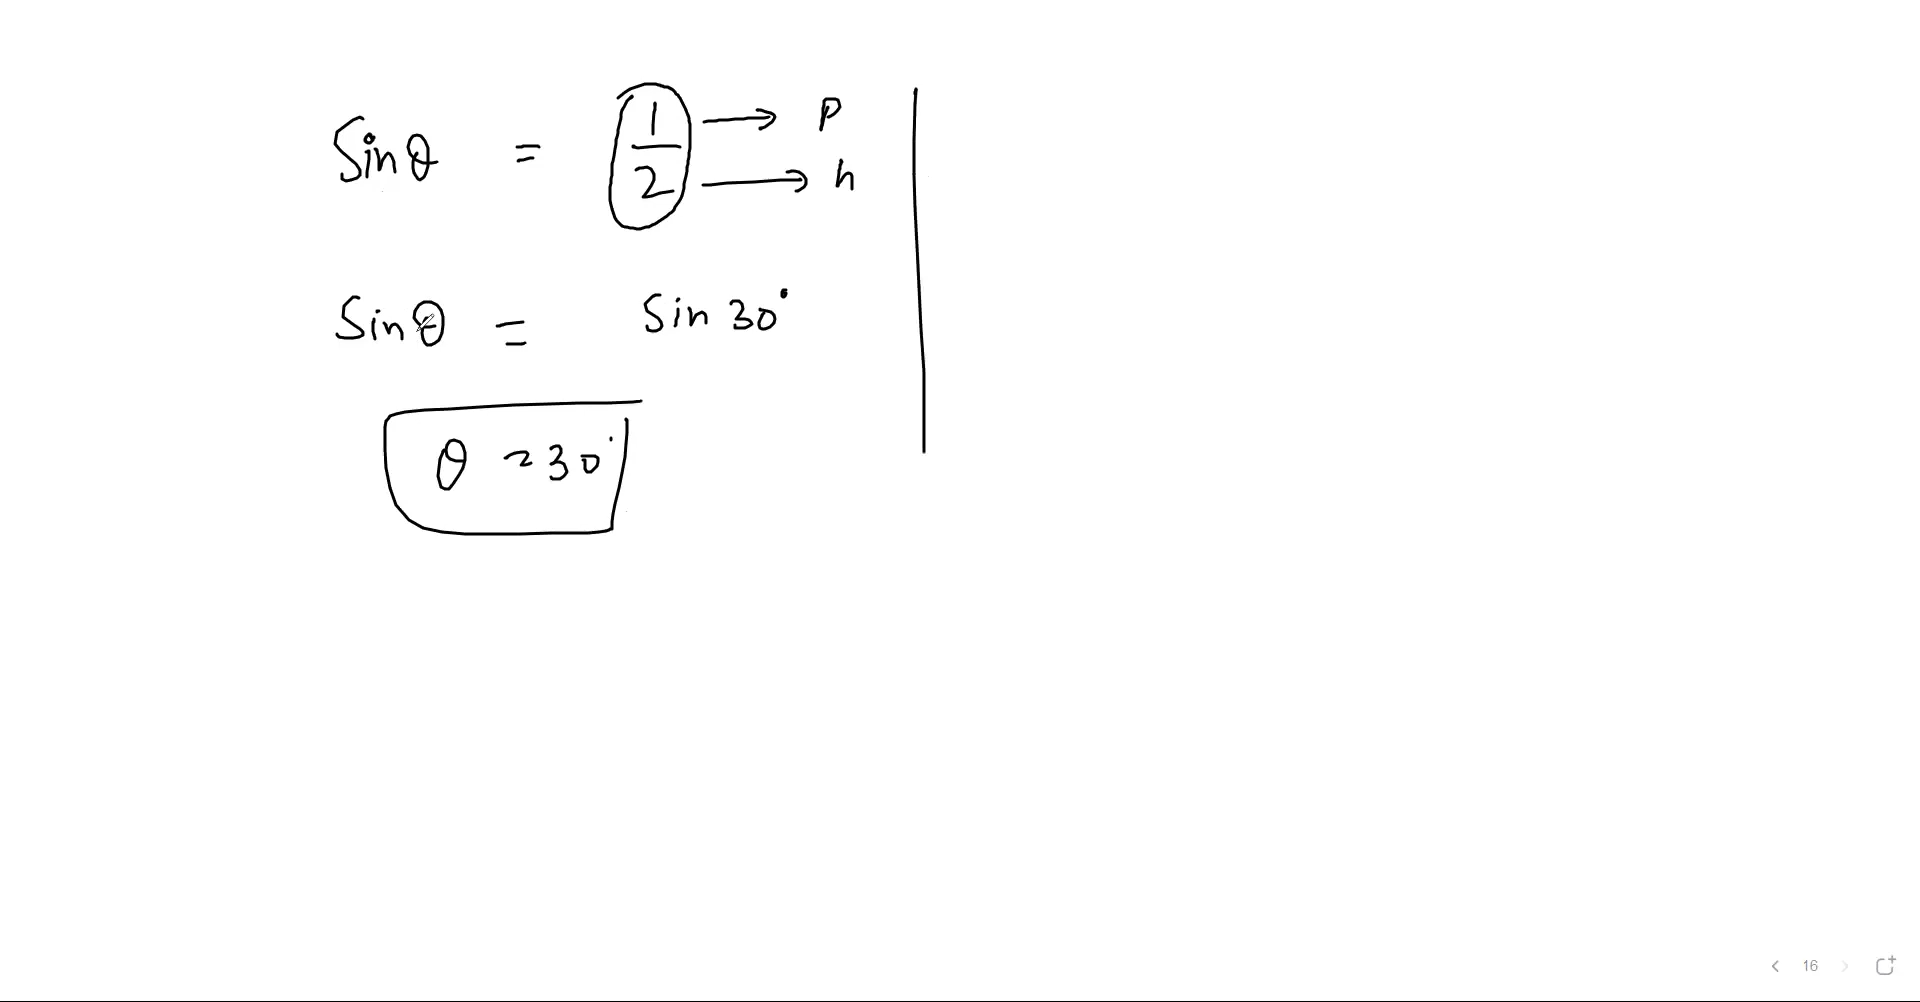 Sinθ = 1/2 → P → h
Sinθ = Sin 30°
θ = 30°
16